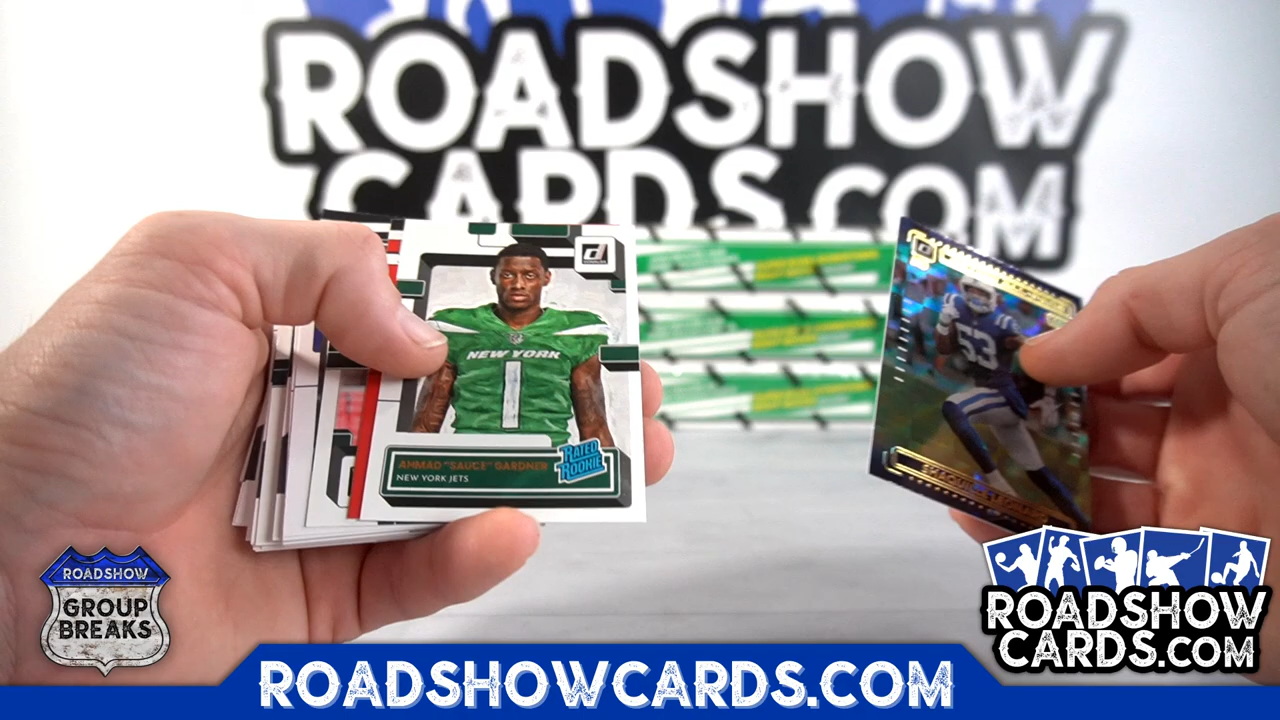 ROADSHOW
CARDS.COM
NEW YORK
1
AHMAD "SAUCE" GARDNER
NEW YORK JETS
RATED
ROOKIE
53
ROADSHOW
GROUP
BREAKS
ROADSHOW
CARDS.COM
ROADSHOWCARDS.COM